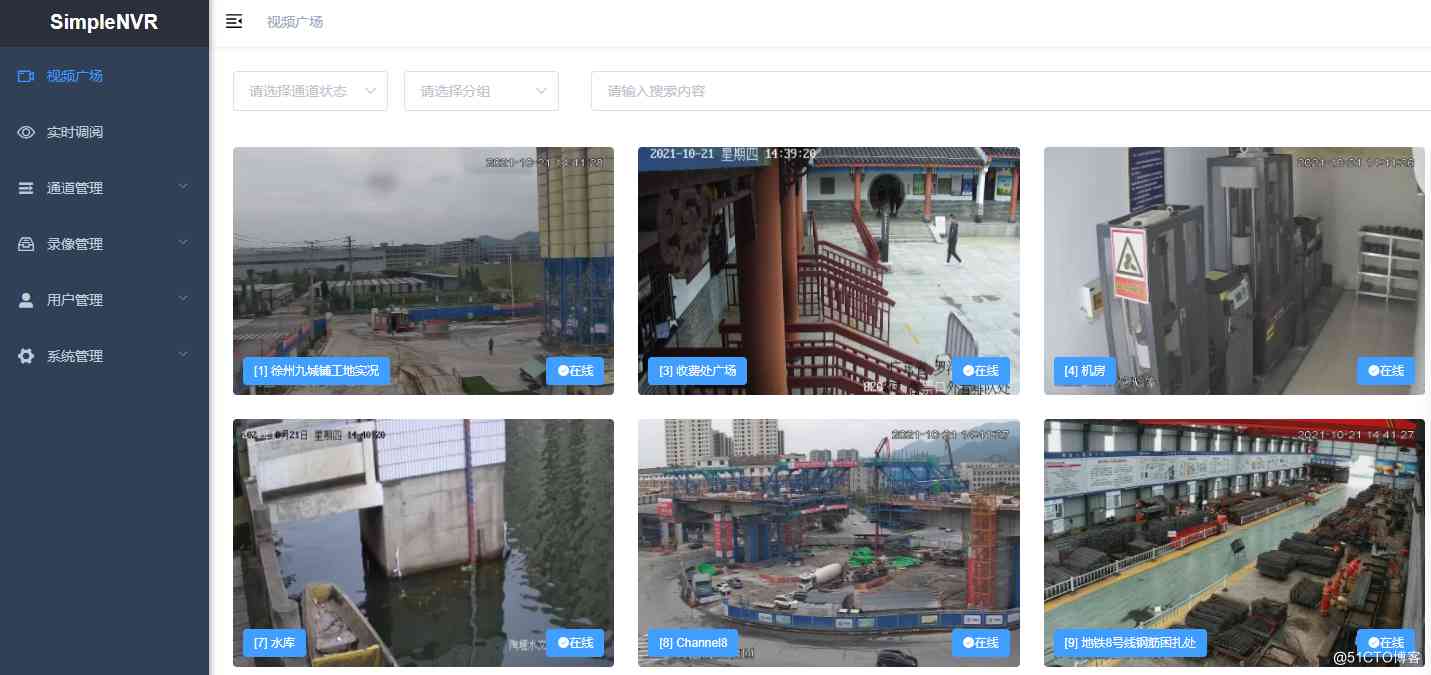 SimpleNVR
视频广场
视频广场
实时调阅
通道管理
录像管理
用户管理
系统管理
请选择通道状态
请选择分组
请输入搜索内容
2021-10-21 14:41:28
[1] 徐州九城铺工地实况
在线
2021-10-21 星期四 14:39:20
[3] 收费处广场
在线
2021-10-21 14:41:26
[4] 机房
在线
月21日 星期四 14:40:20
[7] 水库
在线
2021-10-21 14:41:27
[8] Channel8
在线
2021-10-21 14:41:27
[9] 地铁8号线钢筋困扎处
在线
@51CTO博客